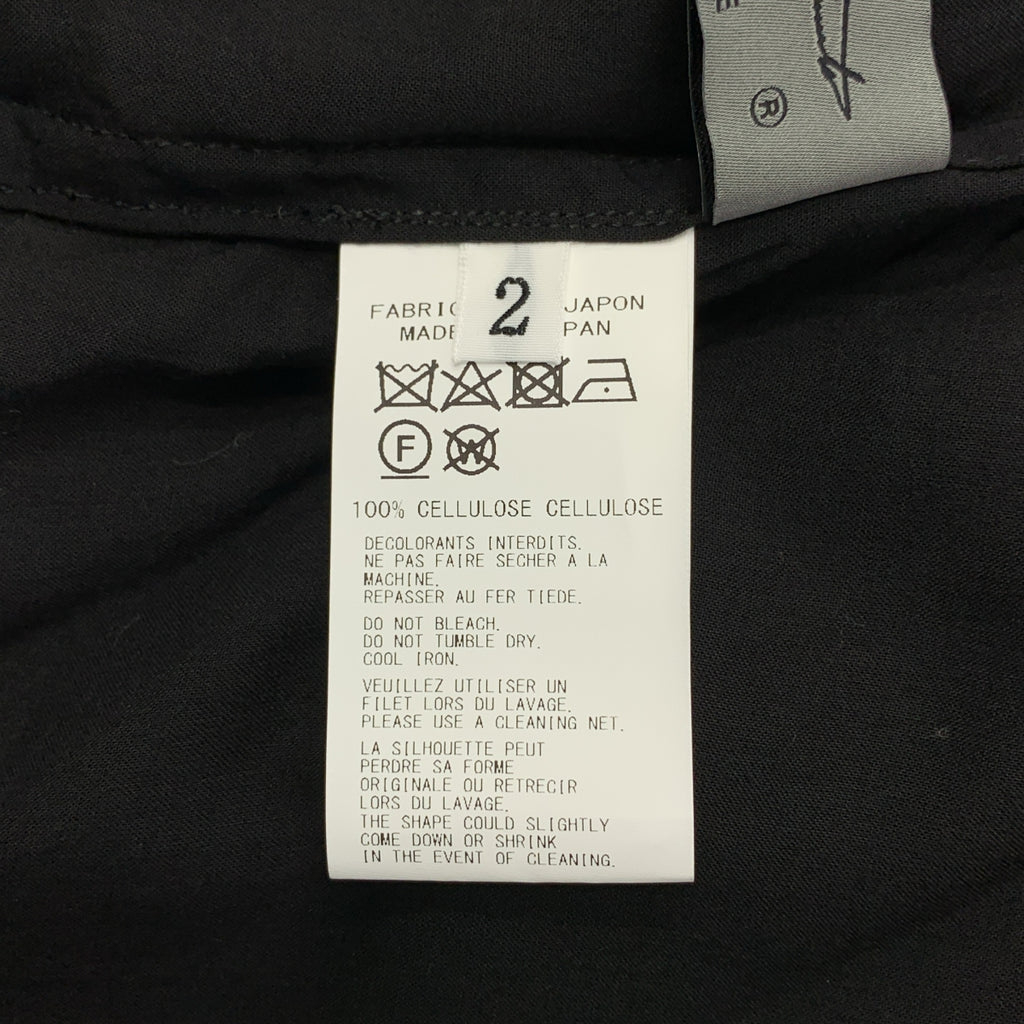 E
®
2
FABRI JAPON
MADE PAN
F
W
100% CELLULOSE CELLULOSE
DECOLORANTS INTERDITS.
NE PAS FAIRE SECHER A LA
MACHINE.
REPASSER AU FER TIEDE.
DO NOT BLEACH.
DO NOT TUMBLE DRY.
COOL IRON.
VEUILLEZ UTILISER UN
FILET LORS DU LAVAGE.
PLEASE USE A CLEANING NET.
LA SILHOUETTE PEUT
PERDRE SA FORME
ORIGINALE OU RETRECIR
LORS DU LAVAGE.
THE SHAPE COULD SLIGHTLY
COME DOWN OR SHRINK
IN THE EVENT OF CLEANING.